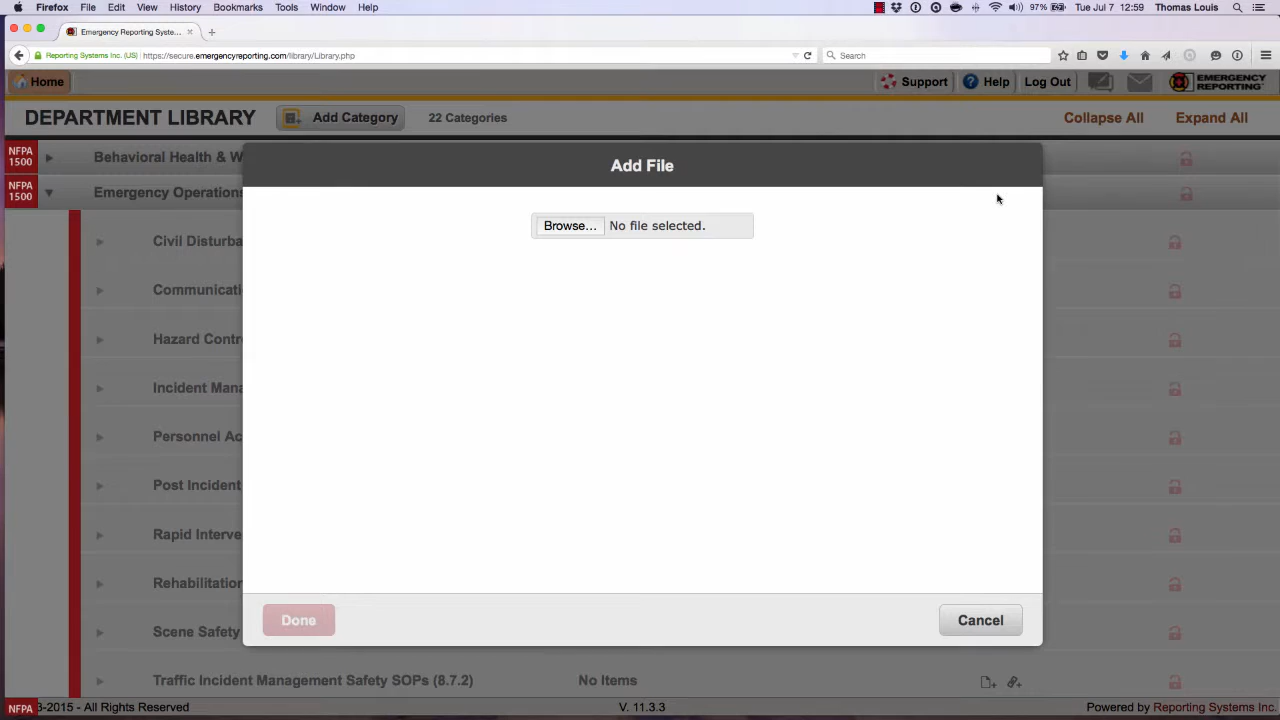 Firefox File Edit View History Bookmarks Tools Window Help 97% Tue Jul 7 12:59 Thomas Louis
Emergency Reporting Syste...
Reporting Systems Inc. (US) https://secure.emergencyreporting.com/library/Library.php Search
Home Support Help Log Out EMERGENCY REPORTING
DEPARTMENT LIBRARY Add Category 22 Categories Collapse All Expand All
NFPA 1500 Behavioral Health & W
Add File
NFPA 1500 Emergency Operations
Browse... No file selected.
Civil Disturba
Communicati
Hazard Contr
Incident Mana
Personnel Ac
Post Incident
Rapid Interve
Rehabilitation
Done Cancel
Scene Safety
Traffic Incident Management Safety SOPs (8.7.2) No Items
NFPA 3-2015 - All Rights Reserved V. 11.3.3 Powered by Reporting Systems Inc.